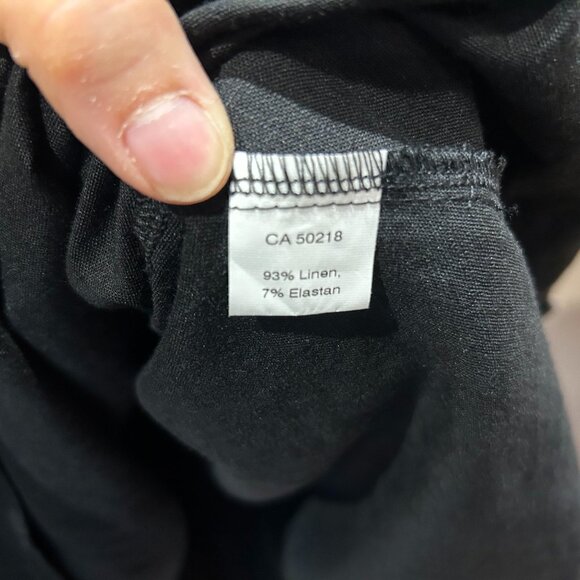 CA 50218
93% Linen,
7% Elastan